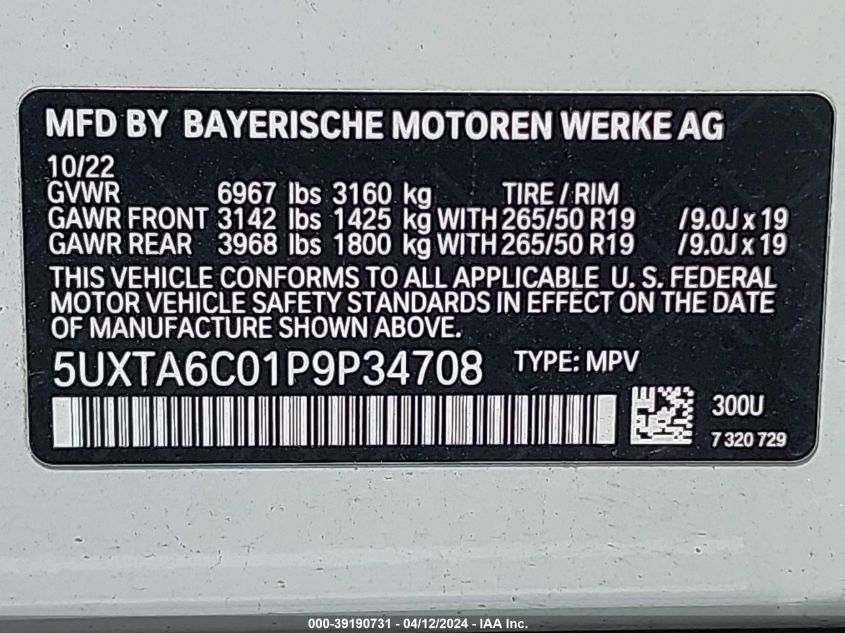 MFD BY BAYERISCHE MOTOREN WERKE AG
10/22
GVWR 6967 lbs 3160 kg TIRE / RIM
GAWR FRONT 3142 lbs 1425 kg WITH 265/50 R19 /9.0J x 19
GAWR REAR 3968 lbs 1800 kg WITH 265/50 R19 /9.0J x 19
THIS VEHICLE CONFORMS TO ALL APPLICABLE U. S. FEDERAL
MOTOR VEHICLE SAFETY STANDARDS IN EFFECT ON THE DATE
OF MANUFACTURE SHOWN ABOVE.
5UXTA6C01P9P34708 TYPE: MPV
300U
7 320 729
000-39190731 - 04/12/2024 - IAA Inc.